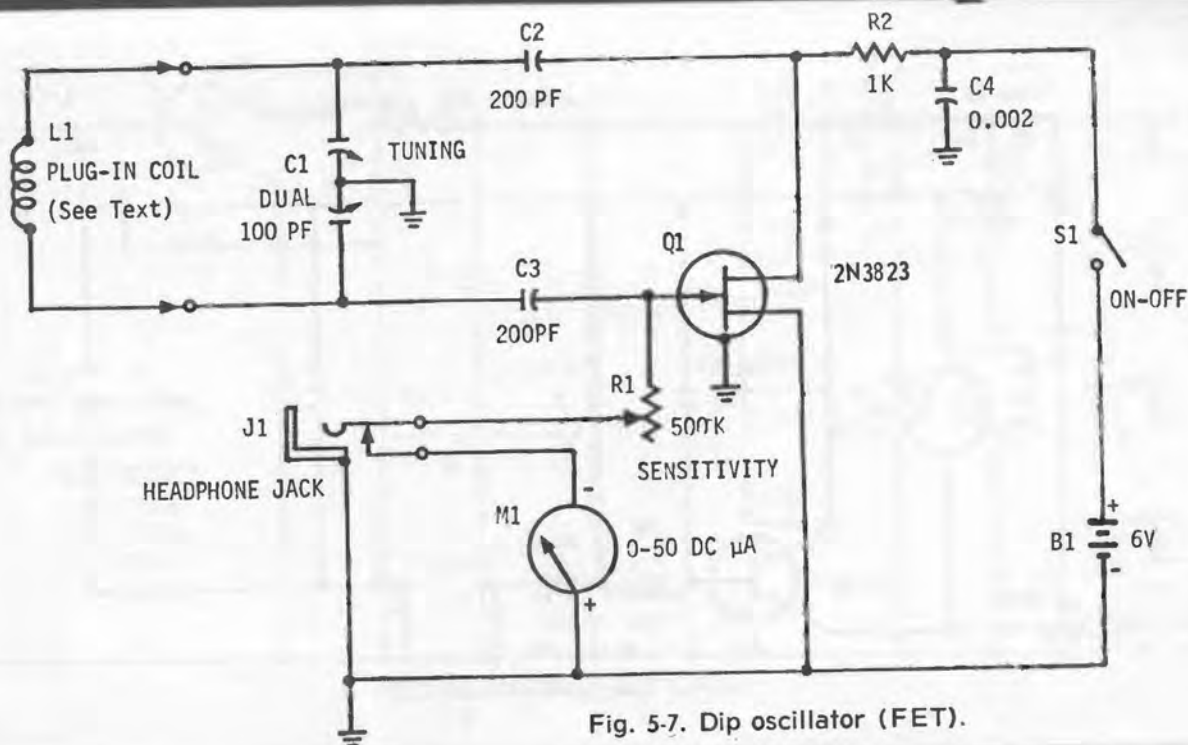 C2
200 PF
R2
1K
C4
0.002
L1
PLUG-IN COIL
(See Text)
C1
TUNING
DUAL
100 PF
S1
ON-OFF
Q1
2N3823
C3
200PF
R1
500K
SENSITIVITY
J1
HEADPHONE JACK
-
M1
0-50 DC µA
+
+
B1
6V
-
Fig. 5-7. Dip oscillator (FET).